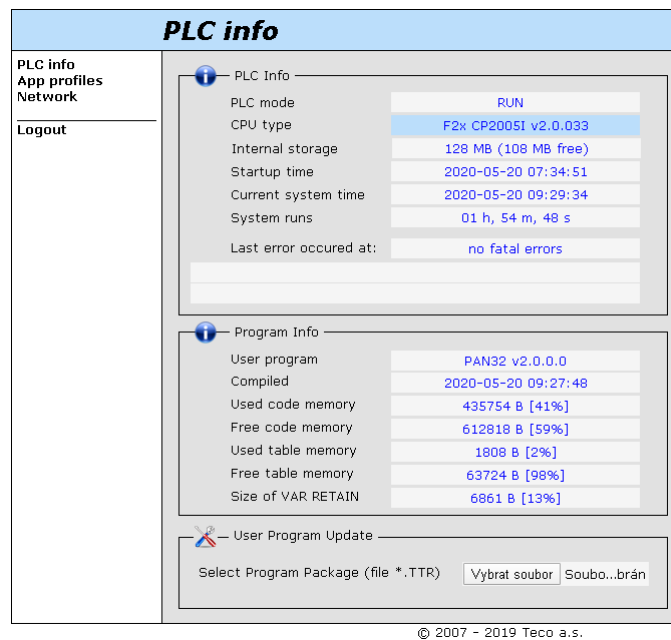 PLC info
PLC info
App profiles
Network
Logout
PLC Info
PLC mode RUN
CPU type F2x CP2005I v2.0.033
Internal storage 128 MB (108 MB free)
Startup time 2020-05-20 07:34:51
Current system time 2020-05-20 09:29:34
System runs 01 h, 54 m, 48 s
Last error occured at: no fatal errors
Program Info
User program PAN32 v2.0.0.0
Compiled 2020-05-20 09:27:48
Used code memory 435754 B [41%]
Free code memory 612818 B [59%]
Used table memory 1808 B [2%]
Free table memory 63724 B [98%]
Size of VAR RETAIN 6861 B [13%]
User Program Update
Select Program Package (file *.TTR) Vybrat soubor Soubo...brán
© 2007 - 2019 Teco a.s.